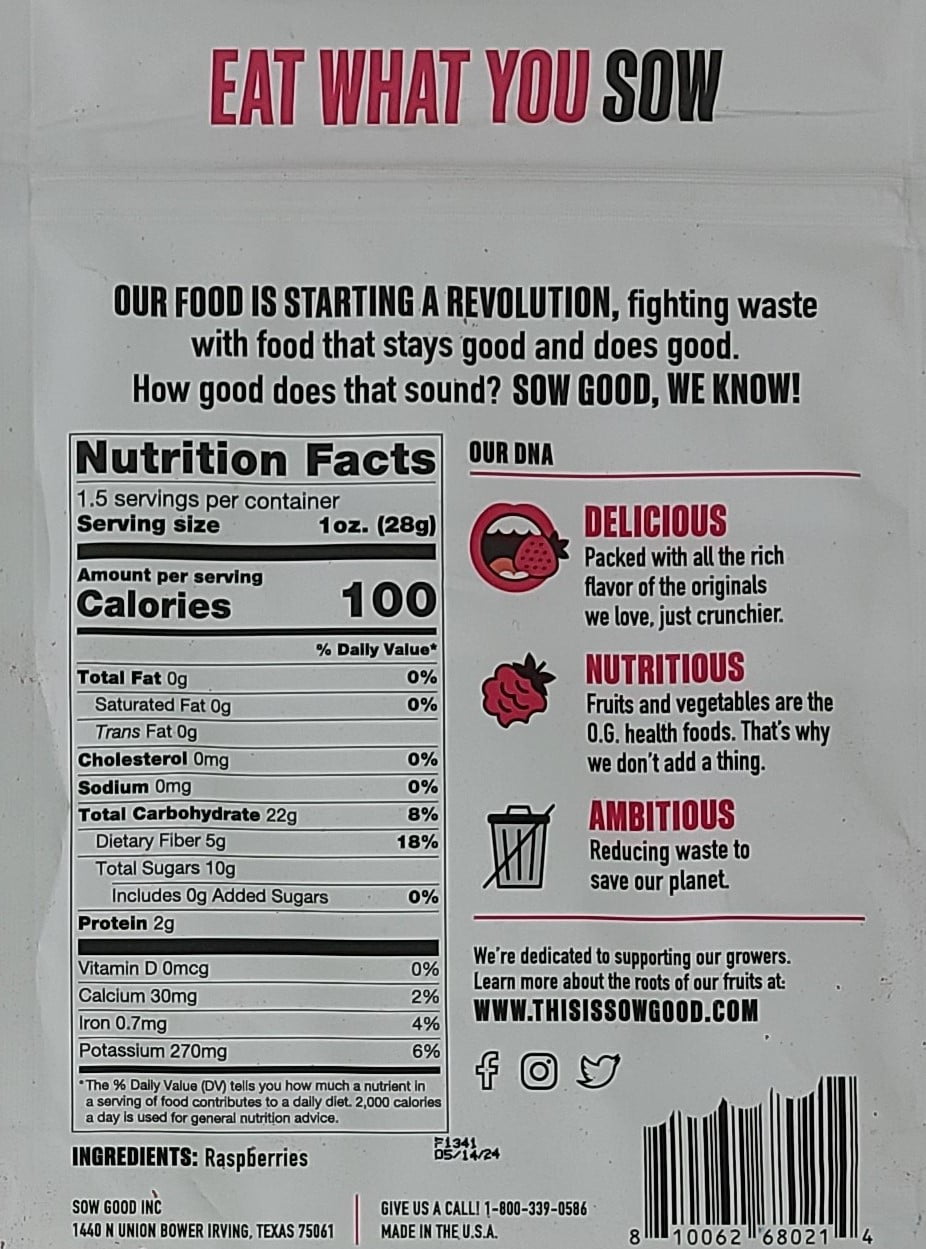 EAT WHAT YOU SOW
OUR FOOD IS STARTING A REVOLUTION, fighting waste
with food that stays good and does good.
How good does that sound? SOW GOOD, WE KNOW!
Nutrition Facts
1.5 servings per container
Serving size 1oz. (28g)
Amount per serving
Calories 100
% Daily Value*
Total Fat 0g 0%
Saturated Fat 0g 0%
Trans Fat 0g
Cholesterol 0mg 0%
Sodium 0mg 0%
Total Carbohydrate 22g 8%
Dietary Fiber 5g 18%
Total Sugars 10g
Includes 0g Added Sugars 0%
Protein 2g
Vitamin D 0mcg 0%
Calcium 30mg 2%
Iron 0.7mg 4%
Potassium 270mg 6%
*The % Daily Value (DV) tells you how much a nutrient in
a serving of food contributes to a daily diet. 2,000 calories
a day is used for general nutrition advice.
INGREDIENTS: Raspberries
F1341
05/14/24
OUR DNA
DELICIOUS
Packed with all the rich
flavor of the originals
we love, just crunchier.
NUTRITIOUS
Fruits and vegetables are the
O.G. health foods. That's why
we don't add a thing.
AMBITIOUS
Reducing waste to
save our planet.
We're dedicated to supporting our growers.
Learn more about the roots of our fruits at:
WWW.THISISSOWGOOD.COM
SOW GOOD INC
1440 N UNION BOWER IRVING, TEXAS 75061
GIVE US A CALL! 1-800-339-0586
MADE IN THE U.S.A.
8 10062 68021 4